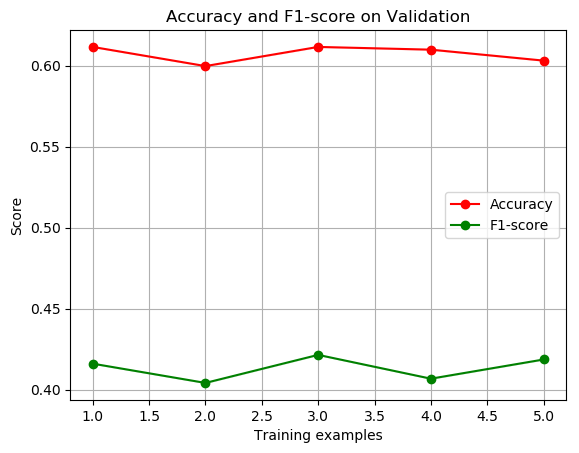 Accuracy and F1-score on Validation
0.60
0.55
0.50
0.45
0.40
Score
Accuracy
F1-score
1.0 1.5 2.0 2.5 3.0 3.5 4.0 4.5 5.0
Training examples